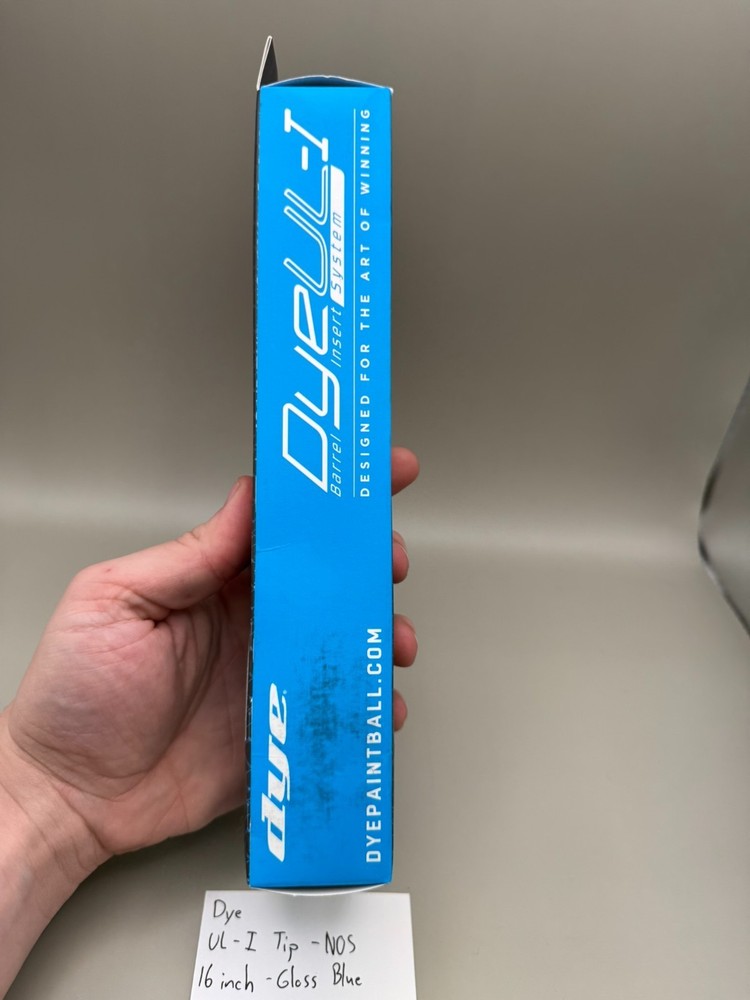 DyeUL-I
Barrel Insert System
DESIGNED FOR THE ART OF WINNING
dye
DYEPAINTBALL.COM
Dye
UL-I Tip - NOS
16 inch - Gloss Blue